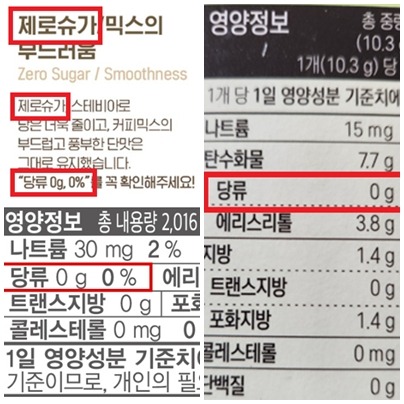 제로슈가/믹스의
부드러움
Zero Sugar / Smoothness
제로슈가, 스테비아로
당은 더욱 줄이고, 커피믹스의
부드럽고 풍부한 단맛은
그대로 유지했습니다.
"당류 0g, 0%"를 꼭 확인해주세요!
영양정보 총 내용량 2,016
나트륨 30 mg 2 %
당류 0 g 0 % 에리
트랜스지방 0 g 포화
콜레스테롤 0 mg 0
1일 영양성분 기준치에
기준이므로, 개인의 필요
영양정보 총 중량
(10.3 g
1개(10.3 g) 당
1개 당 1일 영양성분 기준치에
나트륨 15 mg
탄수화물 7.7 g
당류 0 g
에리스리톨 3.8 g
지방 1.4 g
트랜스지방 0 g
포화지방 1.4 g
콜레스테롤 0 mg
단백질 0 g